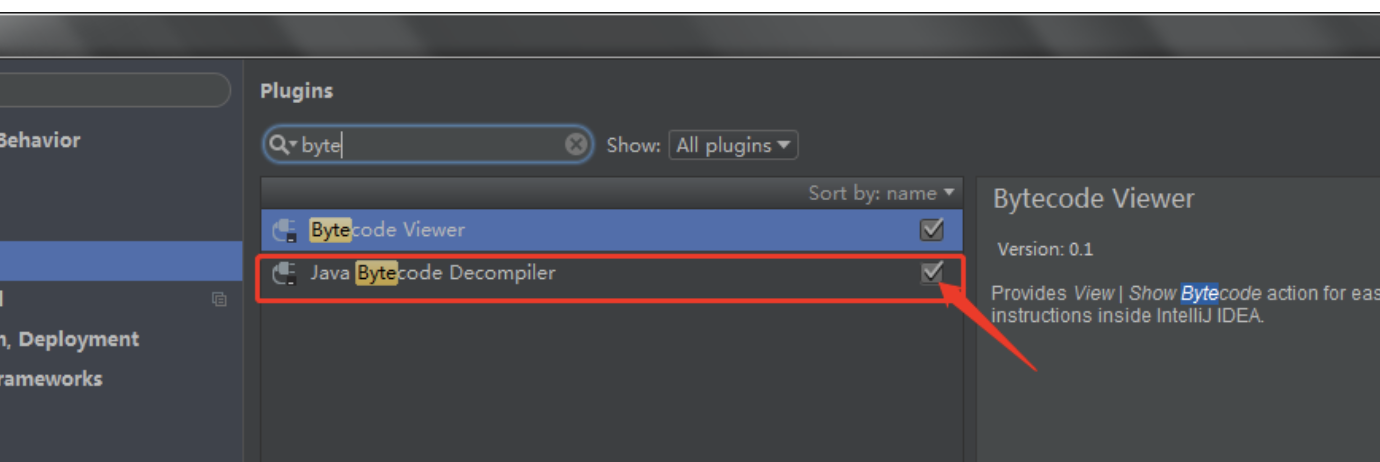 Plugins
Behavior
byte
Show: All plugins
Sort by: name
Bytecode Viewer
Java Bytecode Decompiler
, Deployment
rameworks
Bytecode Viewer
Version: 0.1
Provides View | Show Bytecode action for eas
instructions inside IntelliJ IDEA.